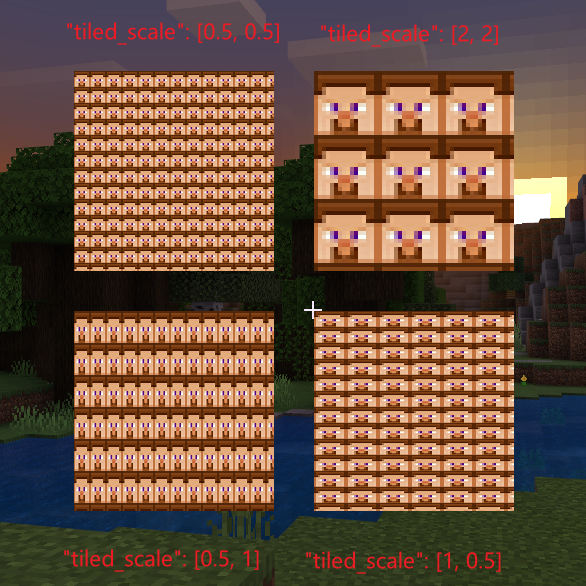 "tiled_scale": [0.5, 0.5]
"tiled_scale": [2, 2]
"tiled_scale": [0.5, 1]
"tiled_scale": [1, 0.5]